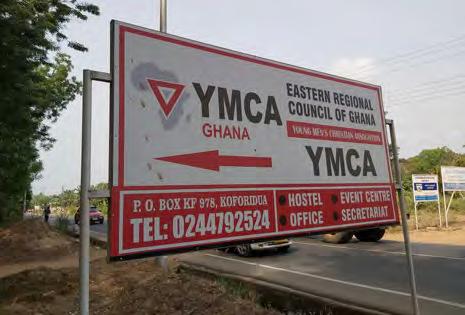 YMCA
GHANA
EASTERN REGIONAL
COUNCIL OF GHANA
YOUNG MEN'S CHRISTIAN ASSOCIATION
YMCA
P. O. BOX KF 978, KOFORIDUA
TEL: 0244792524
HOSTEL
EVENT CENTRE
OFFICE
SECRETARIAT